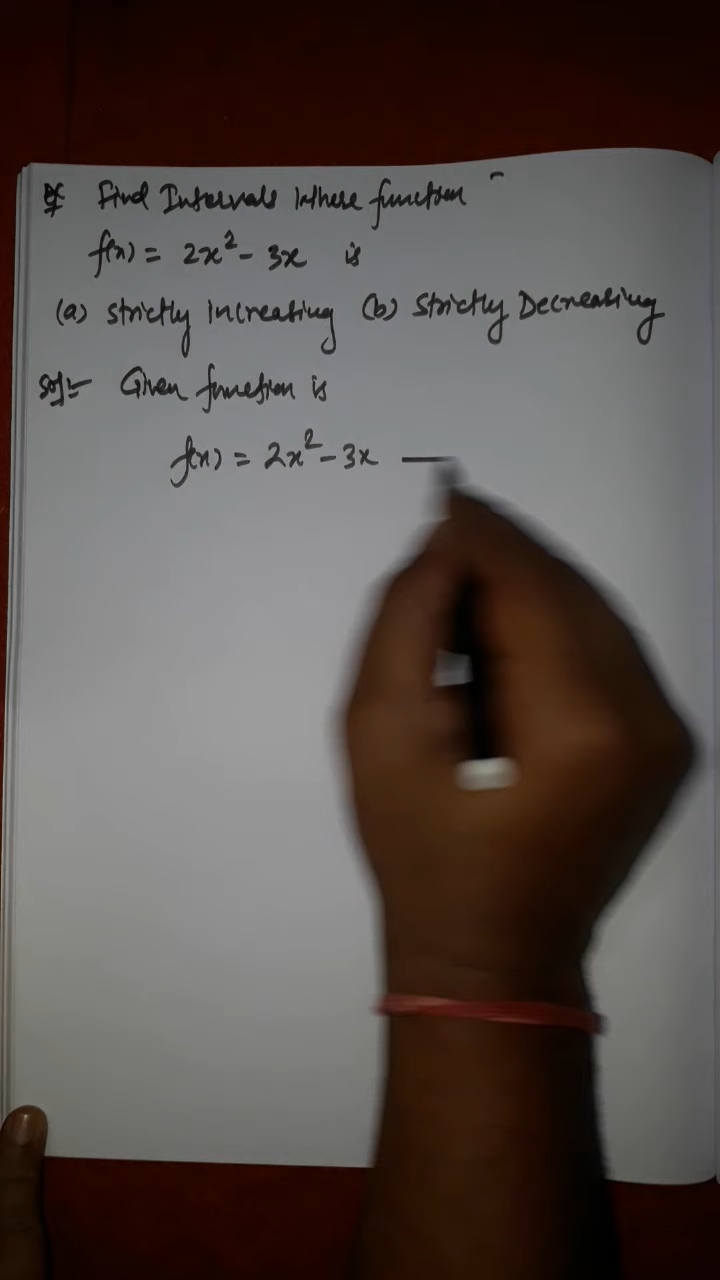 Q Find Intervals Where function
f(x) = 2x² - 3x is
(a) Strictly Increasing (b) Strictly Decreasing
Sol:- Given function is
f(x) = 2x² - 3x —